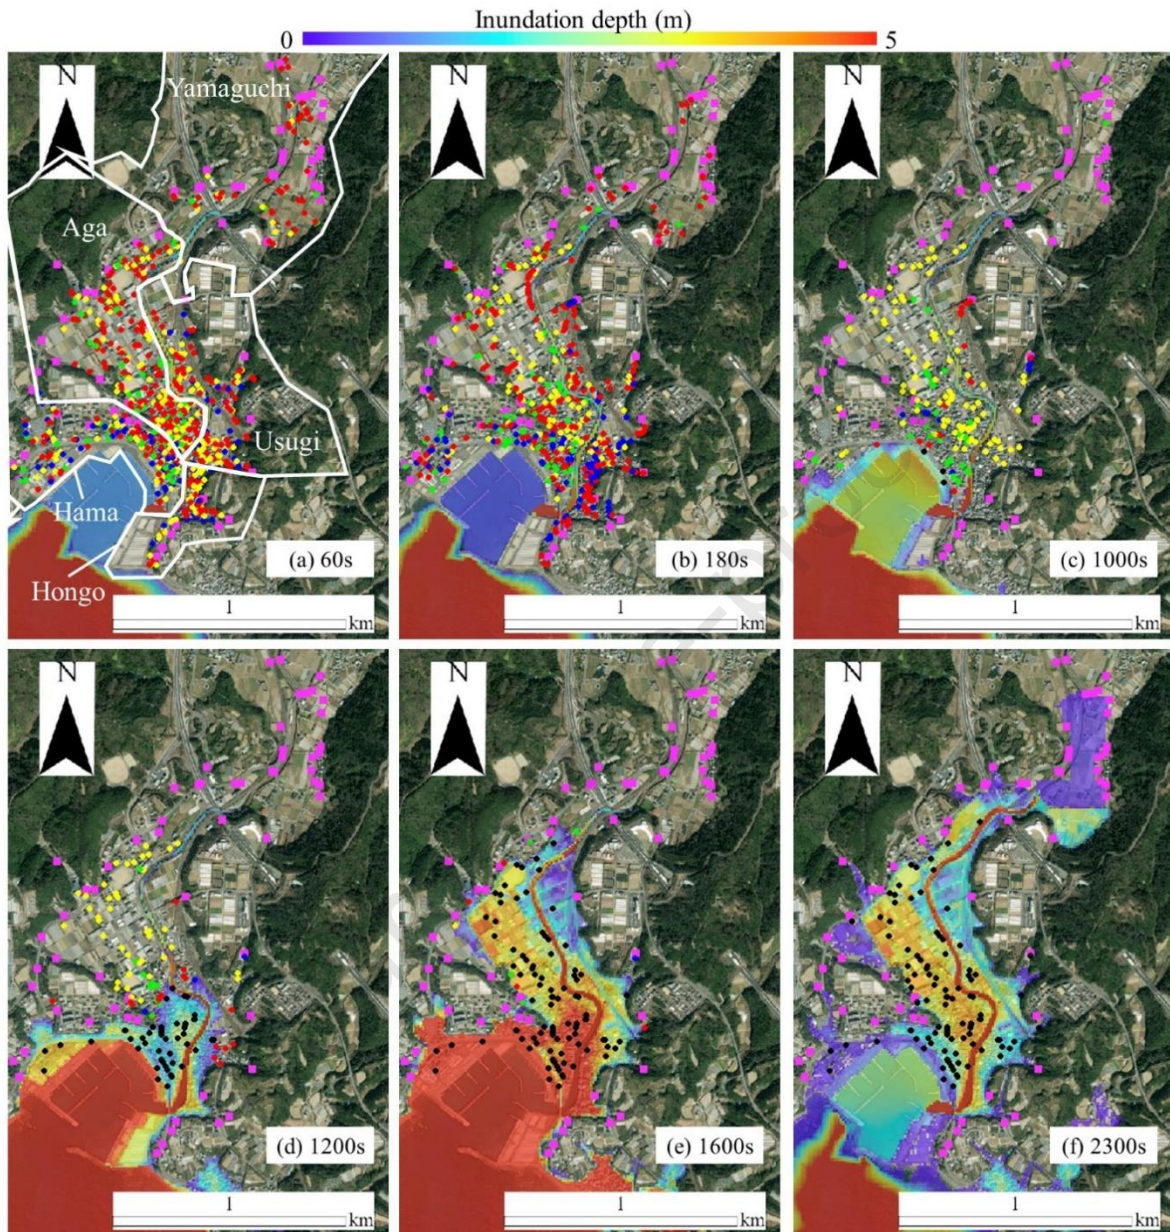 Inundation depth (m)
0 5
N
Yamaguchi
Aga
Usugi
Hama
Hongo
(a) 60s
1
km
N
(b) 180s
1
km
N
(c) 1000s
1
km
N
(d) 1200s
1
km
N
(e) 1600s
1
km
N
(f) 2300s
1
km